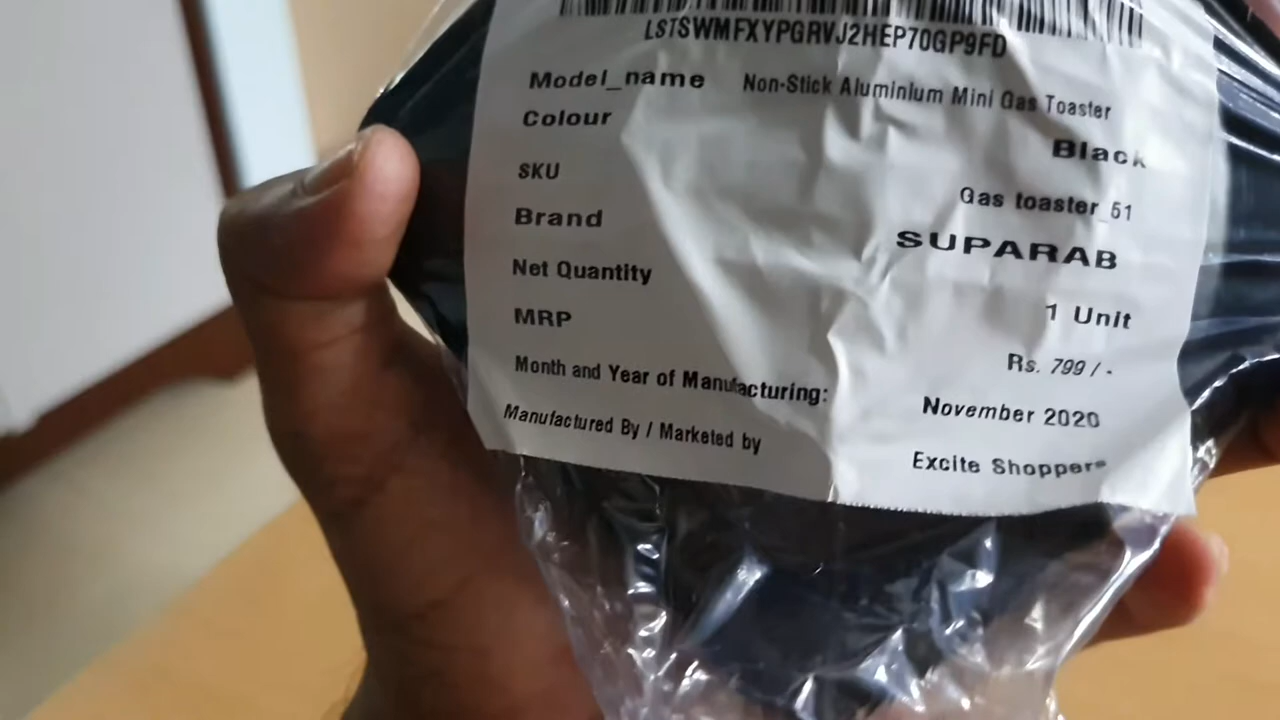 LSTSWMFXYPGRVJ2HEP70GP9FD
Model_name Non-Stick Aluminium Mini Gas Toaster
Colour Black
SKU Gas toaster_51
Brand SUPARAB
Net Quantity 1 Unit
MRP Rs. 799 / -
Month and Year of Manufacturing: November 2020
Manufactured By / Marketed by Excite Shoppers